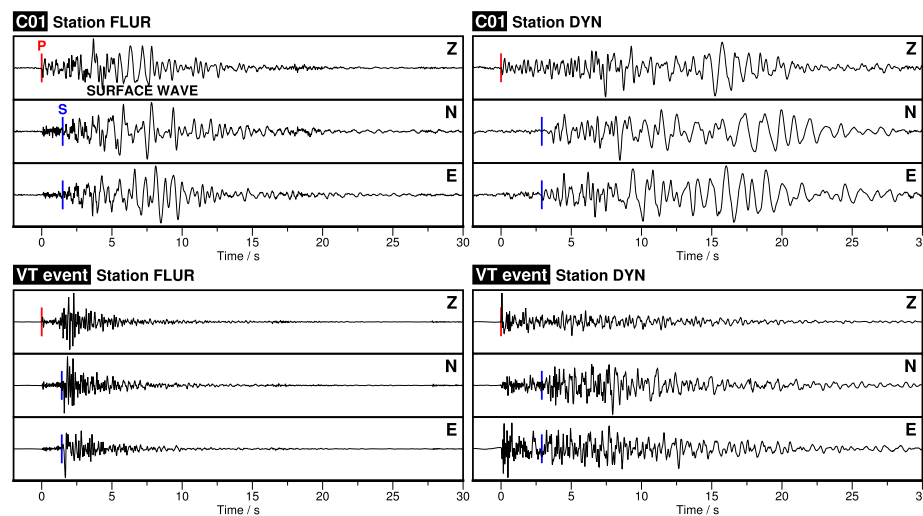 C01 Station FLUR
P
Z
SURFACE WAVE
S
N
E
0 5 10 15 20 25 30
Time / s
C01 Station DYN
Z
N
E
0 5 10 15 20 25 3
Time / s
VT event Station FLUR
Z
N
E
0 5 10 15 20 25 30
Time / s
VT event Station DYN
Z
N
E
0 5 10 15 20 25 3
Time / s